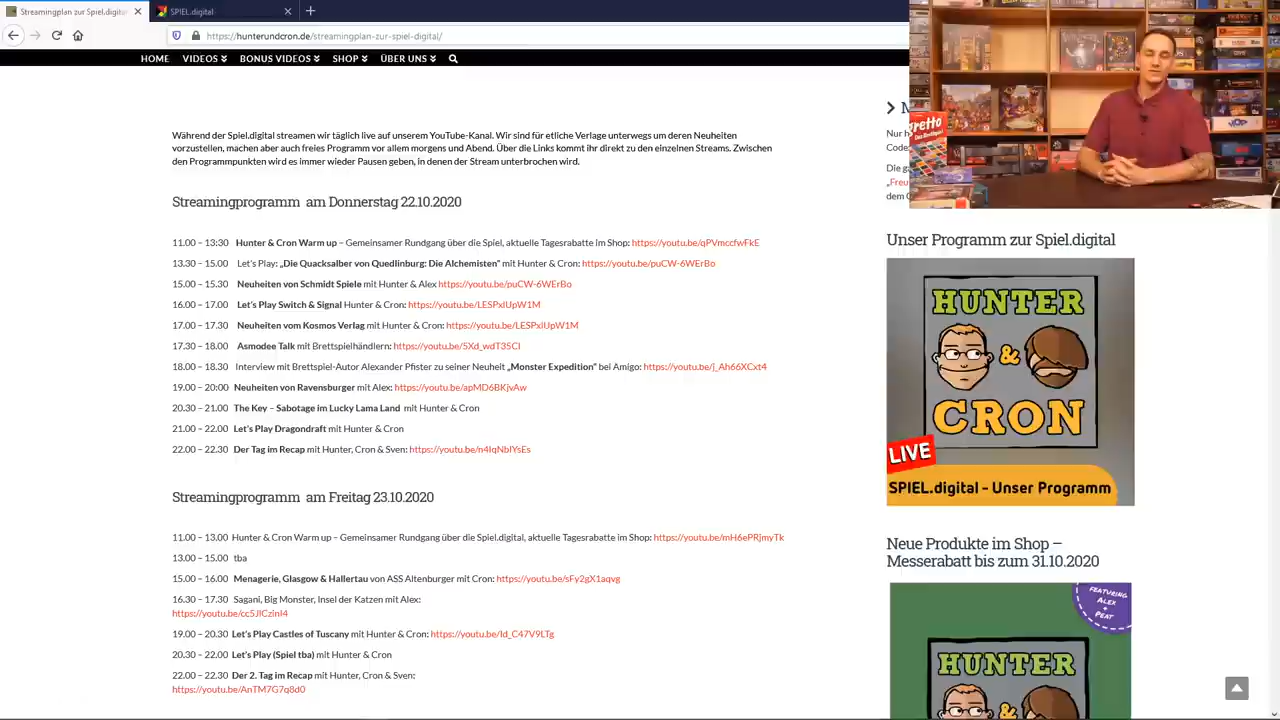 Streamingplan zur Spiel.digital
SPIEL.digital
https://hunterundcron.de/streamingplan-zur-spiel-digital/
HOME VIDEOS BONUS VIDEOS SHOP ÜBER UNS
Während der Spiel.digital streamen wir täglich live auf unserem YouTube-Kanal. Wir sind für etliche Verlage unterwegs um deren Neuheiten
vorzustellen, machen aber auch freies Programm vor allem morgens und Abend. Über die Links kommt ihr direkt zu den einzelnen Streams. Zwischen
den Programmpunkten wird es immer wieder Pausen geben, in denen der Stream unterbrochen wird.
Streamingprogramm am Donnerstag 22.10.2020
11.00 – 13:30 Hunter & Cron Warm up – Gemeinsamer Rundgang über die Spiel, aktuelle Tagesrabatte im Shop: https://youtu.be/qPVmccfwFkE
13.30 – 15.00 Let's Play: „Die Quacksalber von Quedlinburg: Die Alchemisten" mit Hunter & Cron: https://youtu.be/puCW-6WErBo
15.00 – 15.30 Neuheiten von Schmidt Spiele mit Hunter & Alex https://youtu.be/puCW-6WErBo
16.00 – 17.00 Let's Play Switch & Signal Hunter & Cron: https://youtu.be/LESPxlUpW1M
17.00 – 17.30 Neuheiten vom Kosmos Verlag mit Hunter & Cron: https://youtu.be/LESPxlUpW1M
17.30 – 18.00 Asmodee Talk mit Brettspielhändlern: https://youtu.be/5Xd_wdT35CI
18.00 – 18.30 Interview mit Brettspiel-Autor Alexander Pfister zu seiner Neuheit „Monster Expedition" bei Amigo: https://youtu.be/j_Ah66XCxt4
19.00 – 20:00 Neuheiten von Ravensburger mit Alex: https://youtu.be/apMD6BKjvAw
20.30 – 21.00 The Key – Sabotage im Lucky Lama Land mit Hunter & Cron
21.00 – 22.00 Let's Play Dragondraft mit Hunter & Cron
22.00 – 22.30 Der Tag im Recap mit Hunter, Cron & Sven: https://youtu.be/n4IqNbIYsEs
Streamingprogramm am Freitag 23.10.2020
11.00 – 13.00 Hunter & Cron Warm up – Gemeinsamer Rundgang über die Spiel.digital, aktuelle Tagesrabatte im Shop: https://youtu.be/mH6ePRjmyTk
13.00 – 15.00 tba
15.00 – 16.00 Menagerie, Glasgow & Hallertau von ASS Altenburger mit Cron: https://youtu.be/sFy2gX1aqvg
16.30 – 17.30 Sagani, Big Monster, Insel der Katzen mit Alex:
https://youtu.be/cc5JlCzinI4
19.00 – 20.30 Let's Play Castles of Tuscany mit Hunter & Cron: https://youtu.be/Id_C47V9LTg
20.30 – 22.00 Let's Play (Spiel tba) mit Hunter & Cron
22.00 – 22.30 Der 2. Tag im Recap mit Hunter, Cron & Sven:
https://youtu.be/AnTM7G7q8d0
Nur
Code
Die
„Freu
dem
gretto
Unser Programm zur Spiel.digital
HUNTER
&
CRON
LIVE
SPIEL.digital - Unser Programm
Neue Produkte im Shop –
Messerabatt bis zum 31.10.2020
FEATURING
ALEX
+
PEAT
HUNTER